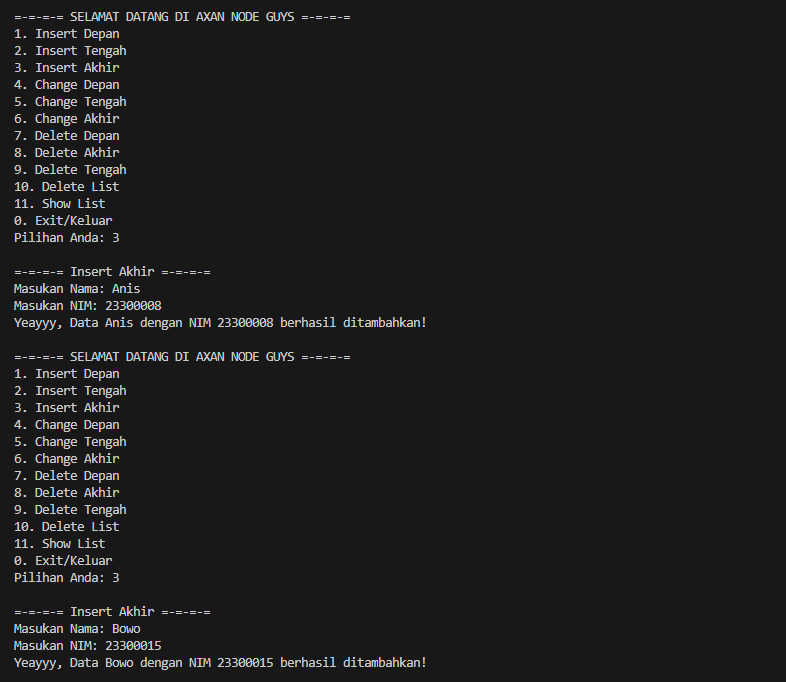 =-=-=-= SELAMAT DATANG DI AXAN NODE GUYS =-=-=-=
1. Insert Depan
2. Insert Tengah
3. Insert Akhir
4. Change Depan
5. Change Tengah
6. Change Akhir
7. Delete Depan
8. Delete Akhir
9. Delete Tengah
10. Delete List
11. Show List
0. Exit/Keluar
Pilihan Anda: 3

=-=-=-= Insert Akhir =-=-=-=
Masukan Nama: Anis
Masukan NIM: 23300008
Yeayyy, Data Anis dengan NIM 23300008 berhasil ditambahkan!

=-=-=-= SELAMAT DATANG DI AXAN NODE GUYS =-=-=-=
1. Insert Depan
2. Insert Tengah
3. Insert Akhir
4. Change Depan
5. Change Tengah
6. Change Akhir
7. Delete Depan
8. Delete Akhir
9. Delete Tengah
10. Delete List
11. Show List
0. Exit/Keluar
Pilihan Anda: 3

=-=-=-= Insert Akhir =-=-=-=
Masukan Nama: Bowo
Masukan NIM: 23300015
Yeayyy, Data Bowo dengan NIM 23300015 berhasil ditambahkan!